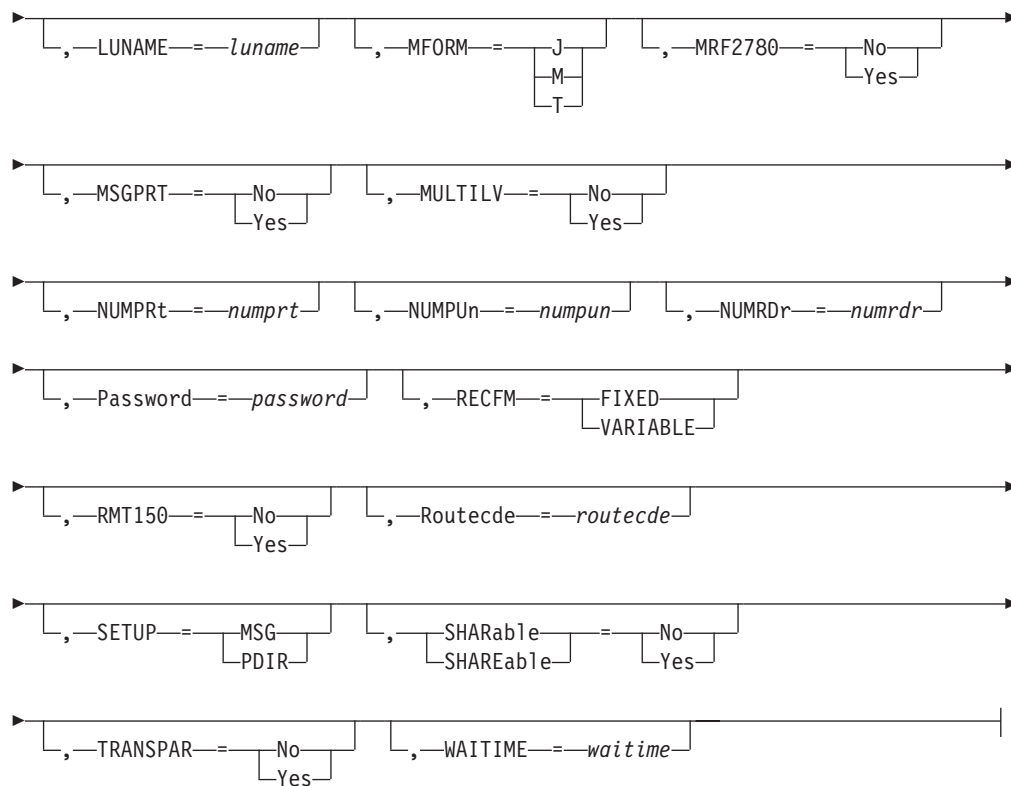 , LUNAME = luname , MFORM = J , MRF2780 = No
M Yes
T
, MSGPRT = No , MULTILV = No
Yes Yes
, NUMPRt = numprt , NUMPUn = numpun , NUMRDr = numrdr
, Password = password , RECFM = FIXED
VARIABLE
, RMT150 = No , Routecde = routecde
Yes
, SETUP = MSG , SHARable = No
PDIR SHAREable Yes
, TRANSPAR = No , WAITIME = waitime
Yes